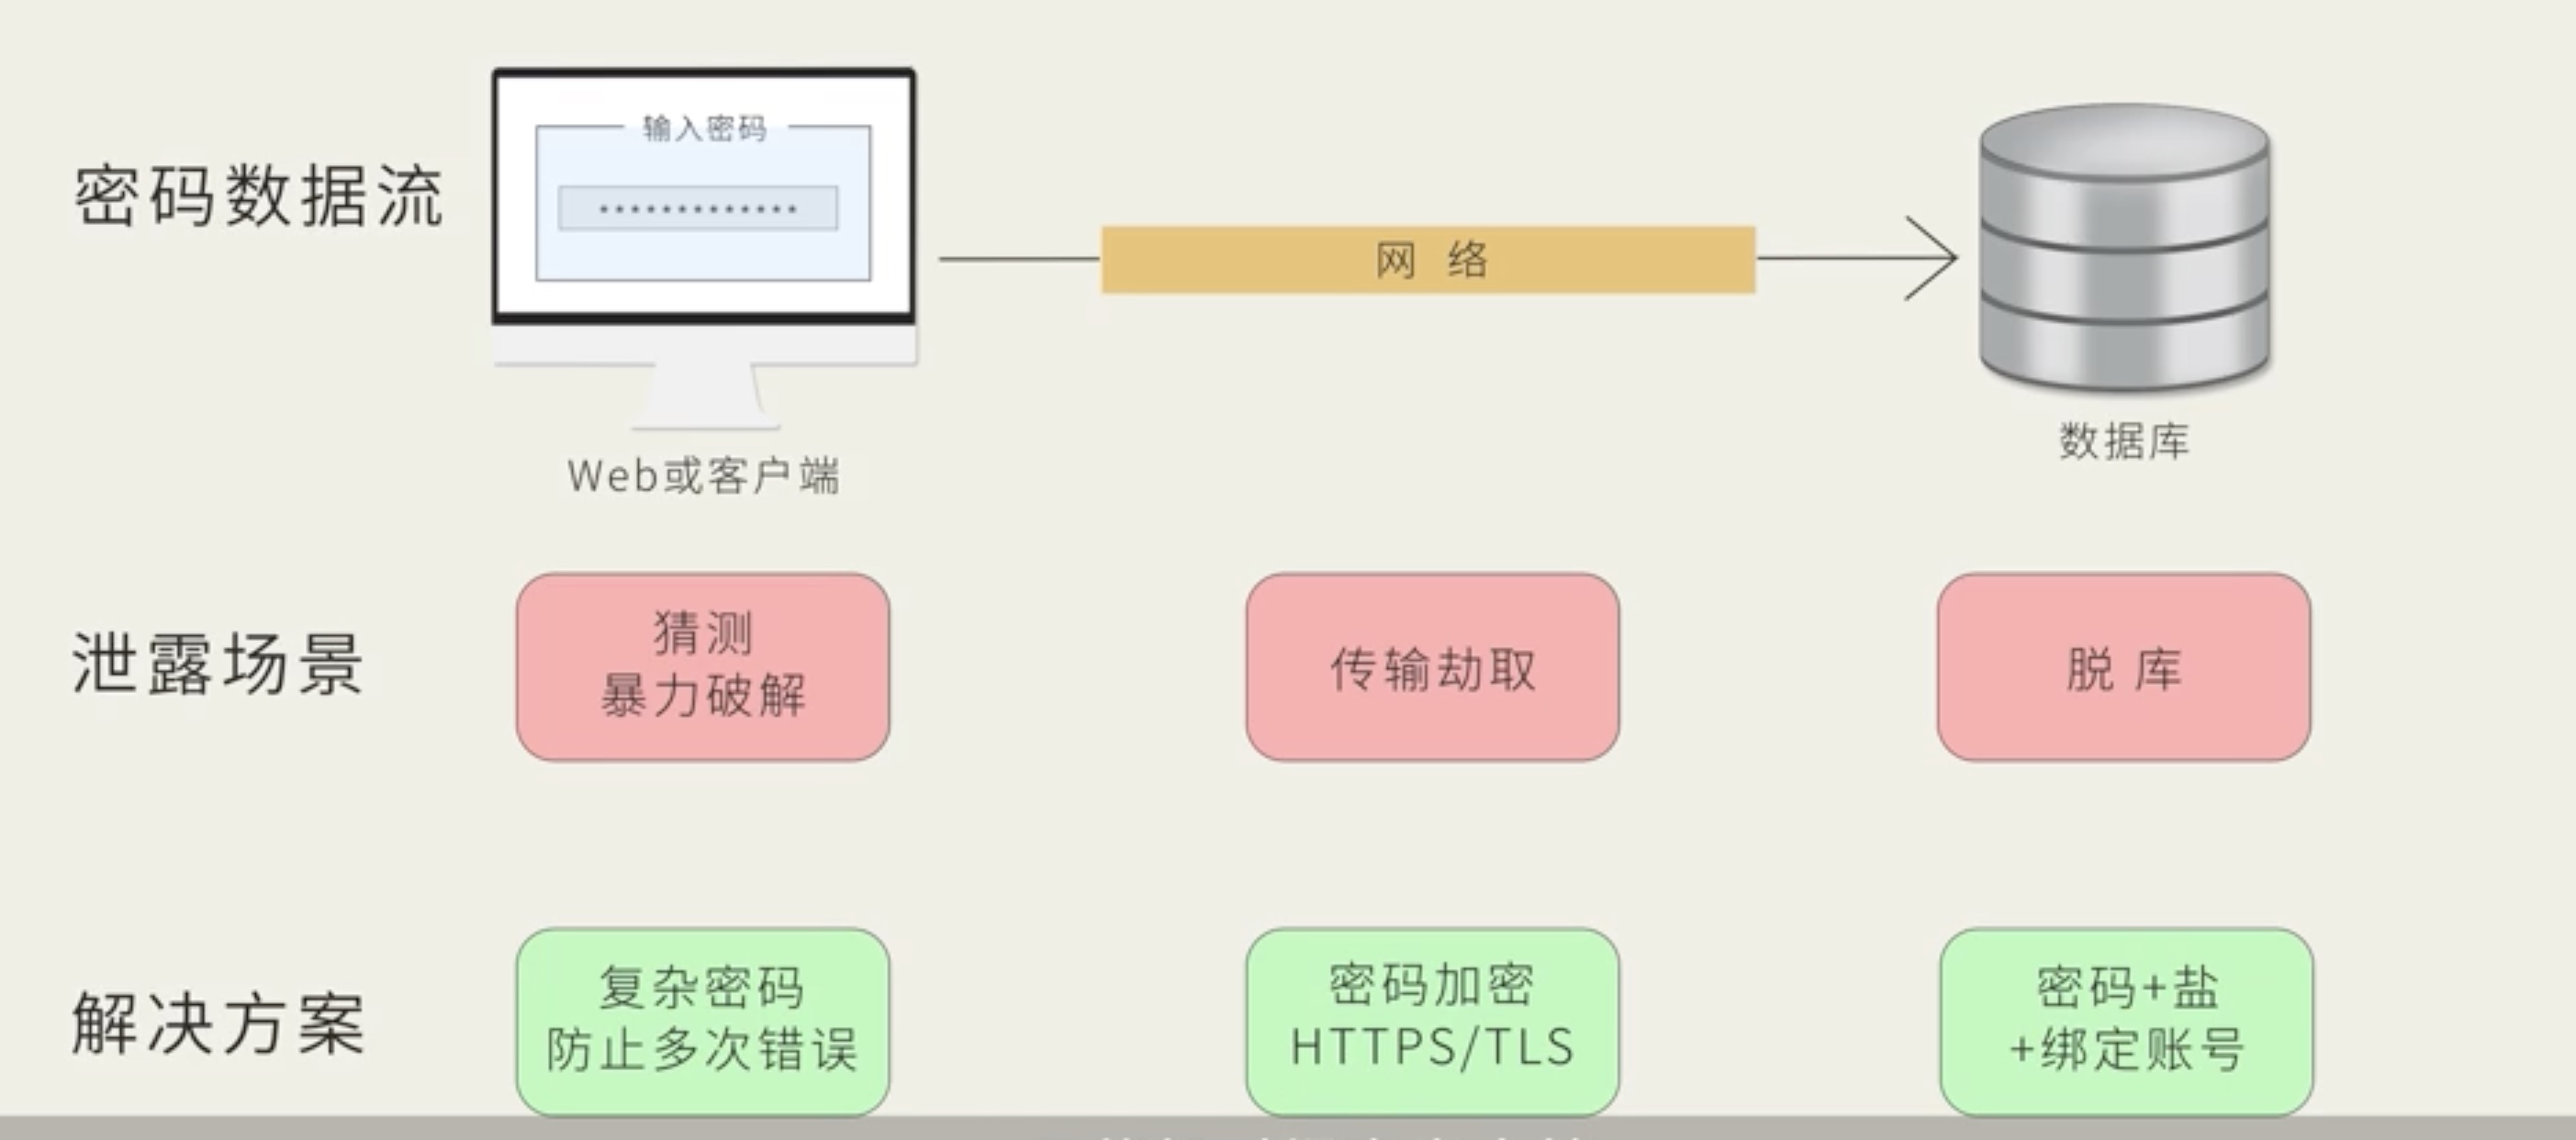 密码数据流
输入密码
网 络
Web或客户端
数据库
泄露场景
猜测
暴力破解
传输劫取
脱 库
解决方案
复杂密码
防止多次错误
密码加密
HTTPS/TLS
密码+盐
+绑定账号